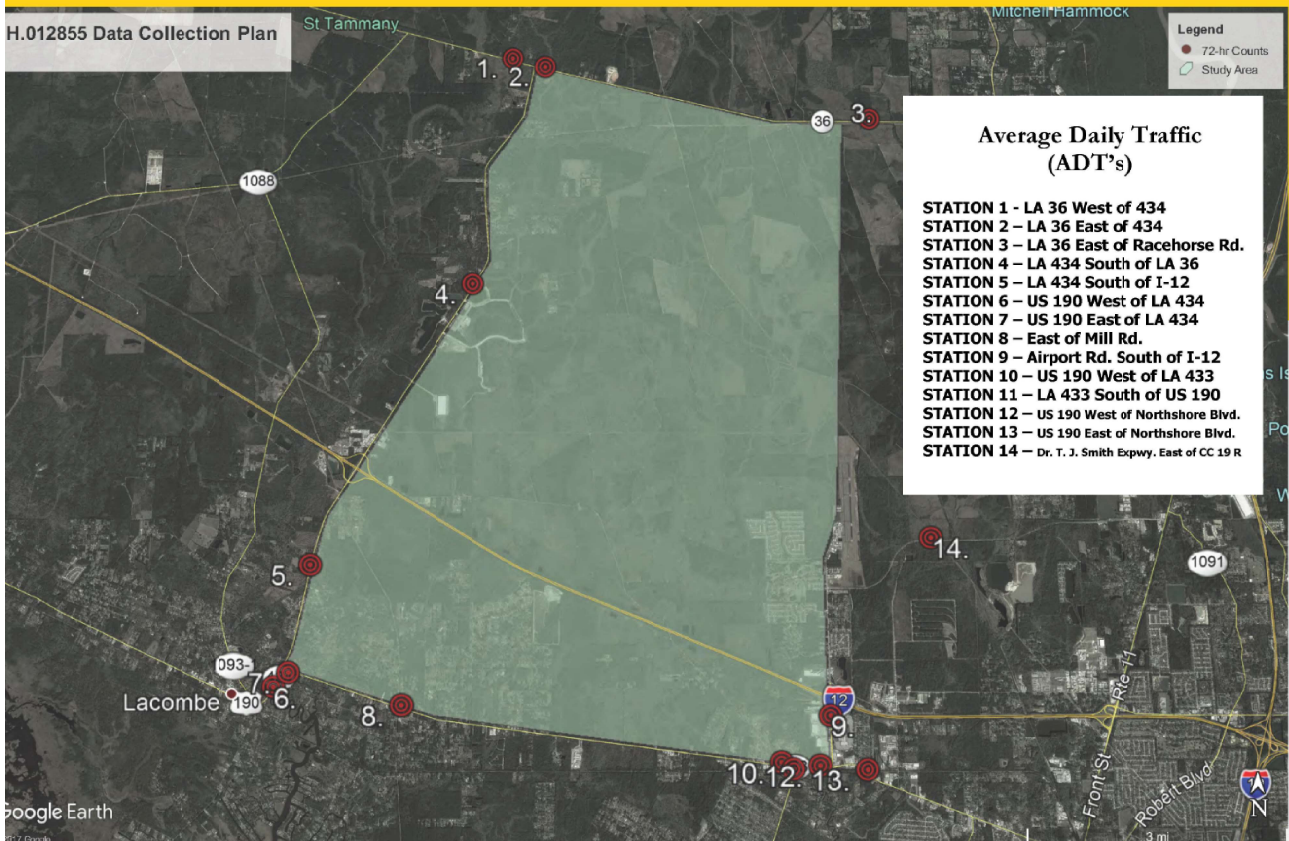 H.012855 Data Collection Plan
St Tammany
Mitchell Hammock
Legend
72-hr Counts
Study Area
1.
2.
36
3.
1088
Average Daily Traffic
(ADT's)
STATION 1 - LA 36 West of 434
STATION 2 – LA 36 East of 434
STATION 3 – LA 36 East of Racehorse Rd.
STATION 4 – LA 434 South of LA 36
STATION 5 – LA 434 South of I-12
STATION 6 – US 190 West of LA 434
STATION 7 – US 190 East of LA 434
STATION 8 – East of Mill Rd.
STATION 9 – Airport Rd. South of I-12
STATION 10 – US 190 West of LA 433
STATION 11 – LA 433 South of US 190
STATION 12 – US 190 West of Northshore Blvd.
STATION 13 – US 190 East of Northshore Blvd.
STATION 14 – Dr. T. J. Smith Expwy. East of CC 19 R
4.
14.
1091
5.
093-
7.
6.
Lacombe
190
8.
12
9.
Rte 11
10.
12.
13.
Front St
Robert Blvd
Google Earth
N
3 mi